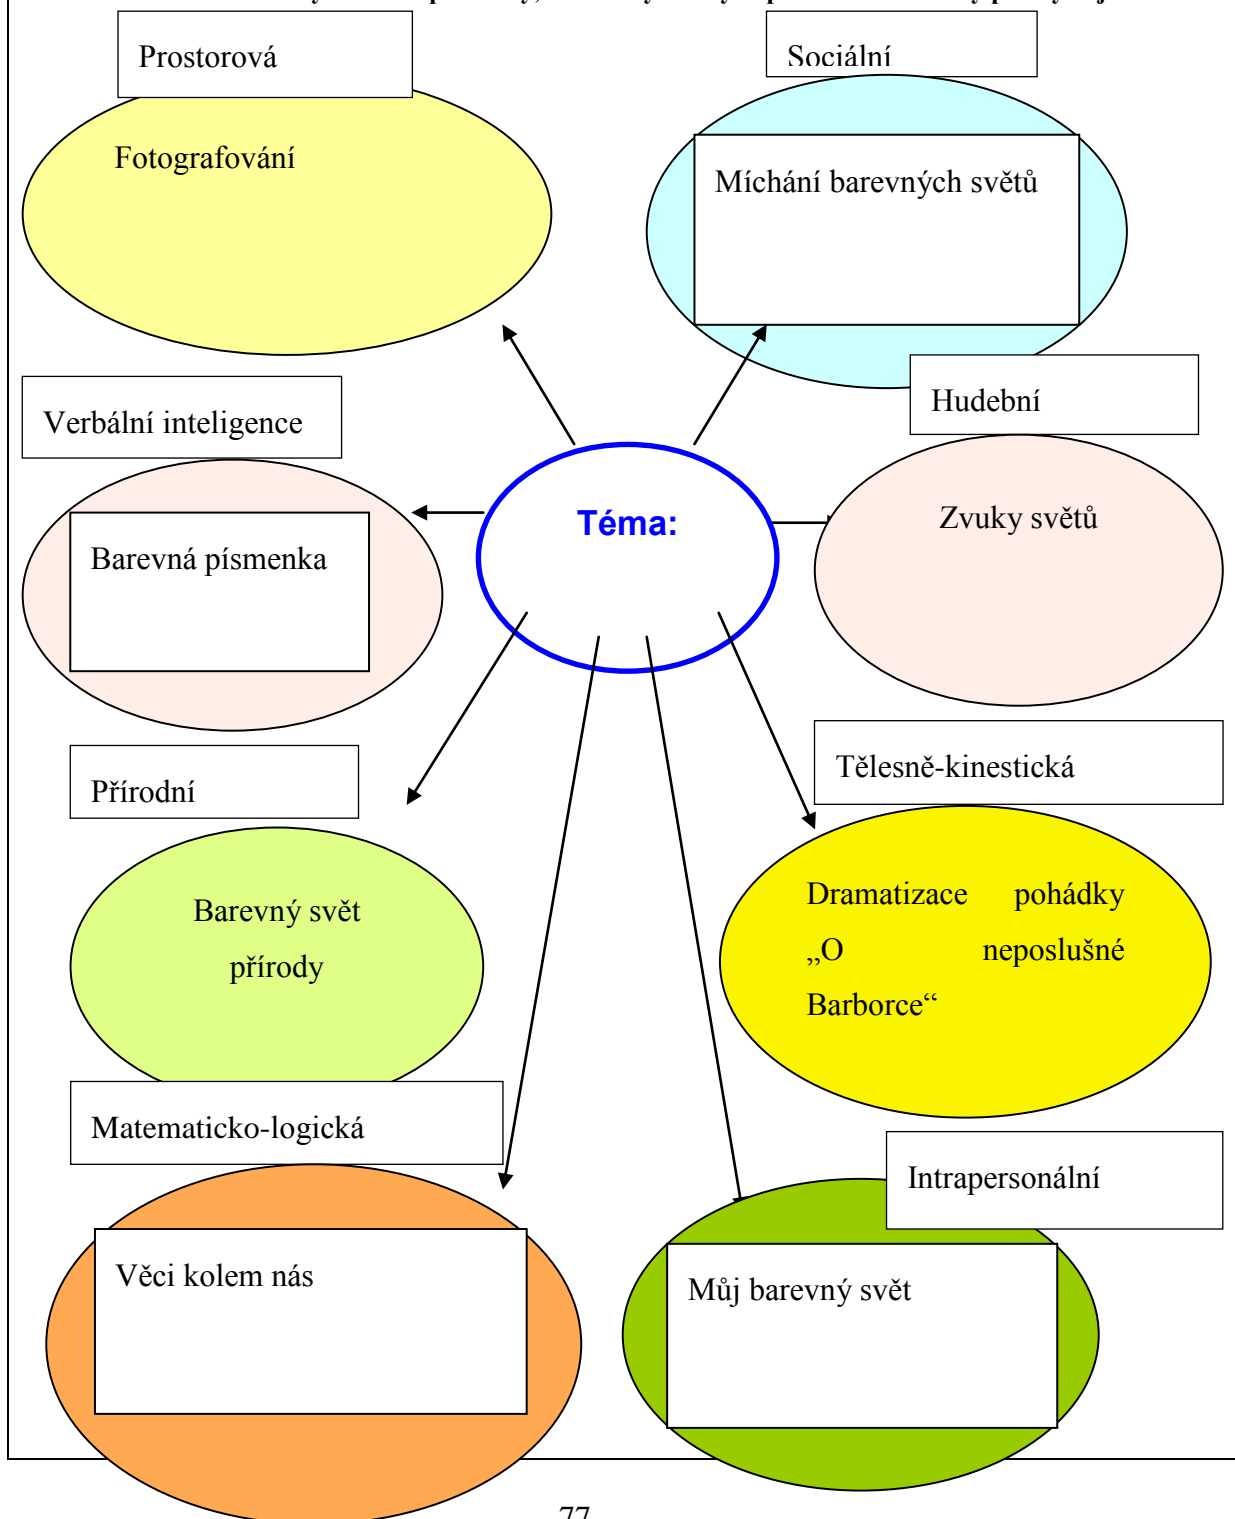 Prostorová
Sociální
Fotografování
Míchání barevných světů
Verbální inteligence
Hudební
Téma:
Zvuky světů
Barevná písmenka
Přírodní
Tělesně-kinestická
Barevný svět
přírody
Dramatizace pohádky
„O neposlušné
Barborce“
Matematicko-logická
Intrapersonální
Věci kolem nás
Můj barevný svět
77